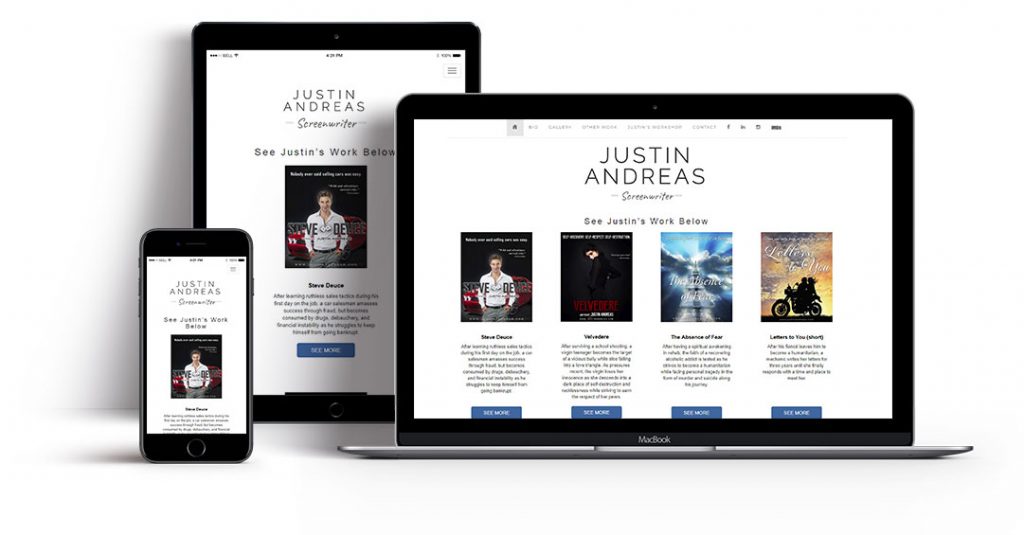 4:21 PM
100%
JUSTIN
ANDREAS
Screenwriter
See Justin's Work Below
Nobody ever said selling cars was easy
STEVE DEUCE
Steve Deuce
After learning ruthless sales tactics during his
first day on the job, a car salesman amasses
success through fraud, but becomes
consumed by drugs, debauchery, and
financial instability as he struggles to keep
himself from going bankrupt.
SEE MORE
JUSTIN
ANDREAS
Screenwriter
See Justin's Work
Below
Nobody ever said selling cars was easy
STEVE DEUCE
Steve Deuce
After learning ruthless sales tactics during his
first day on the job, a car salesman amasses
success through fraud, but becomes
consumed by drugs, debauchery, and financial
BIO GALLERY OTHER WORK JUSTIN'S WORKSHOP CONTACT
JUSTIN
ANDREAS
Screenwriter
See Justin's Work Below
Nobody ever said selling cars was easy
STEVE DEUCE
Steve Deuce
After learning ruthless sales tactics
during his first day on the job, a car
salesman amasses success
through fraud, but becomes
consumed by drugs, debauchery,
and financial instability as he
struggles to keep himself from
going bankrupt.
SEE MORE
VELVEDERE
Velvedere
After surviving a school shooting, a
virgin teenager becomes the target
of a vicious bully while also falling
into a love triangle. As pressures
mount, the virgin loses her
innocence as she descends into a
dark place of self-destruction and
recklessness while striving to earn
the respect of her peers.
SEE MORE
The Absence
of Fear
The Absence of Fear
After having a spiritual awakening
in rehab, the faith of a recovering
alcoholic addict is tested as he
strives to become a humanitarian
while facing personal tragedy in the
form of murder and suicide along
his journey.
SEE MORE
Letters
to You
Letters to You (short)
After his fiancé leaves him to
become a humanitarian, a
mechanic writes her letters for
three years until she finally
responds with a time and place to
meet her.
SEE MORE
MacBook